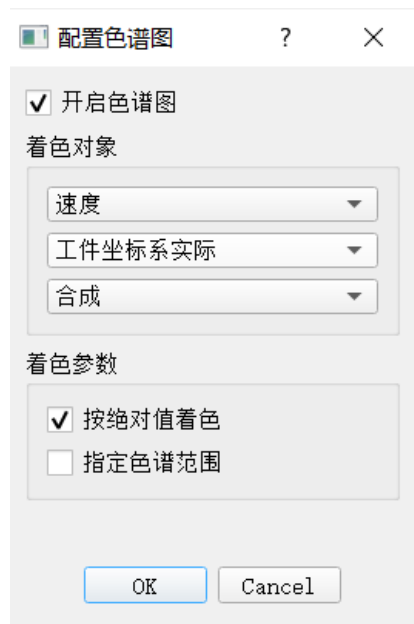 配置色谱图
?
开启色谱图
着色对象
速度
工件坐标系实际
合成
着色参数
按绝对值着色
指定色谱范围
OK
Cancel